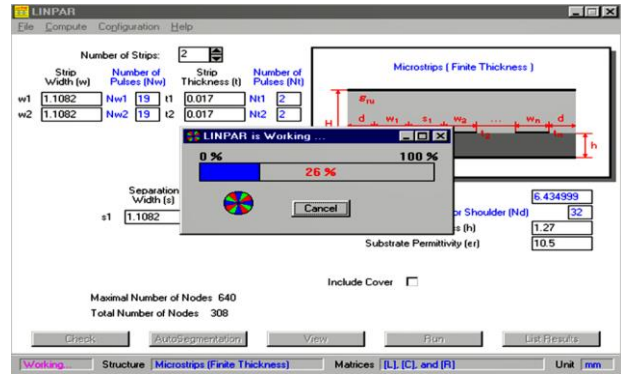 LINPAR
File Compute Configuration Help
Number of Strips: 2
Strip Width (w) Number of Pulses (Nw) Strip Thickness (t) Number of Pulses (Nt)
w1 1.1082 Nw1 19 t1 0.017 Nt1 2
w2 1.1082 Nw2 19 t2 0.017 Nt2 2
Microstrips ( Finite Thickness )
H d w1 s1 w2 ... wn d
h
LINPAR is Working ...
0 % 100 %
26 %
Cancel
Separation Width (s)
s1 1.1082
6.434999
or Shoulder (Nd) 32
s (h) 1.27
Substrate Permittivity (er) 10.5
Include Cover
Maximal Number of Nodes 640
Total Number of Nodes 308
Check AutoSegmentation View Run List Results
Working... Structure Microstrips (Finite Thickness) Matrices [L], [C], and [R] Unit mm